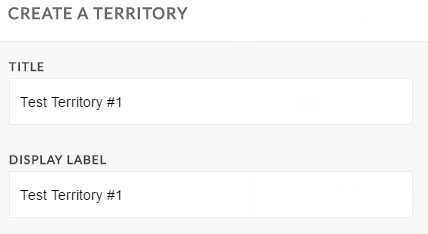 CREATE A TERRITORY
TITLE
Test Territory #1
DISPLAY LABEL
Test Territory #1